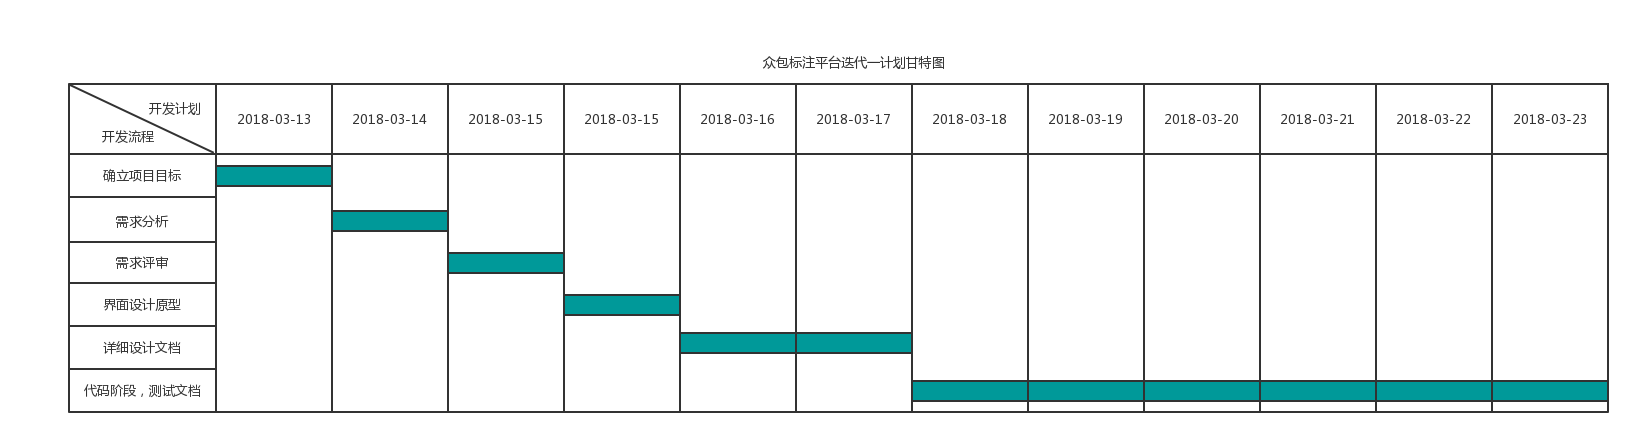 众包标注平台迭代一计划甘特图
开发计划
开发流程
2018-03-13
2018-03-14
2018-03-15
2018-03-15
2018-03-16
2018-03-17
2018-03-18
2018-03-19
2018-03-20
2018-03-21
2018-03-22
2018-03-23
确立项目目标
需求分析
需求评审
界面设计原型
详细设计文档
代码阶段，测试文档